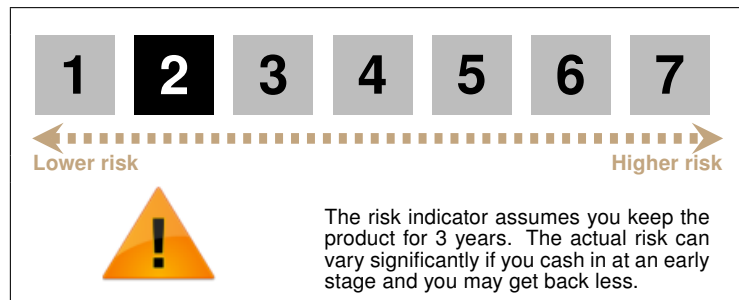 1 2 3 4 5 6 7
Lower risk Higher risk
!
The risk indicator assumes you keep the
product for 3 years. The actual risk can
vary significantly if you cash in at an early
stage and you may get back less.